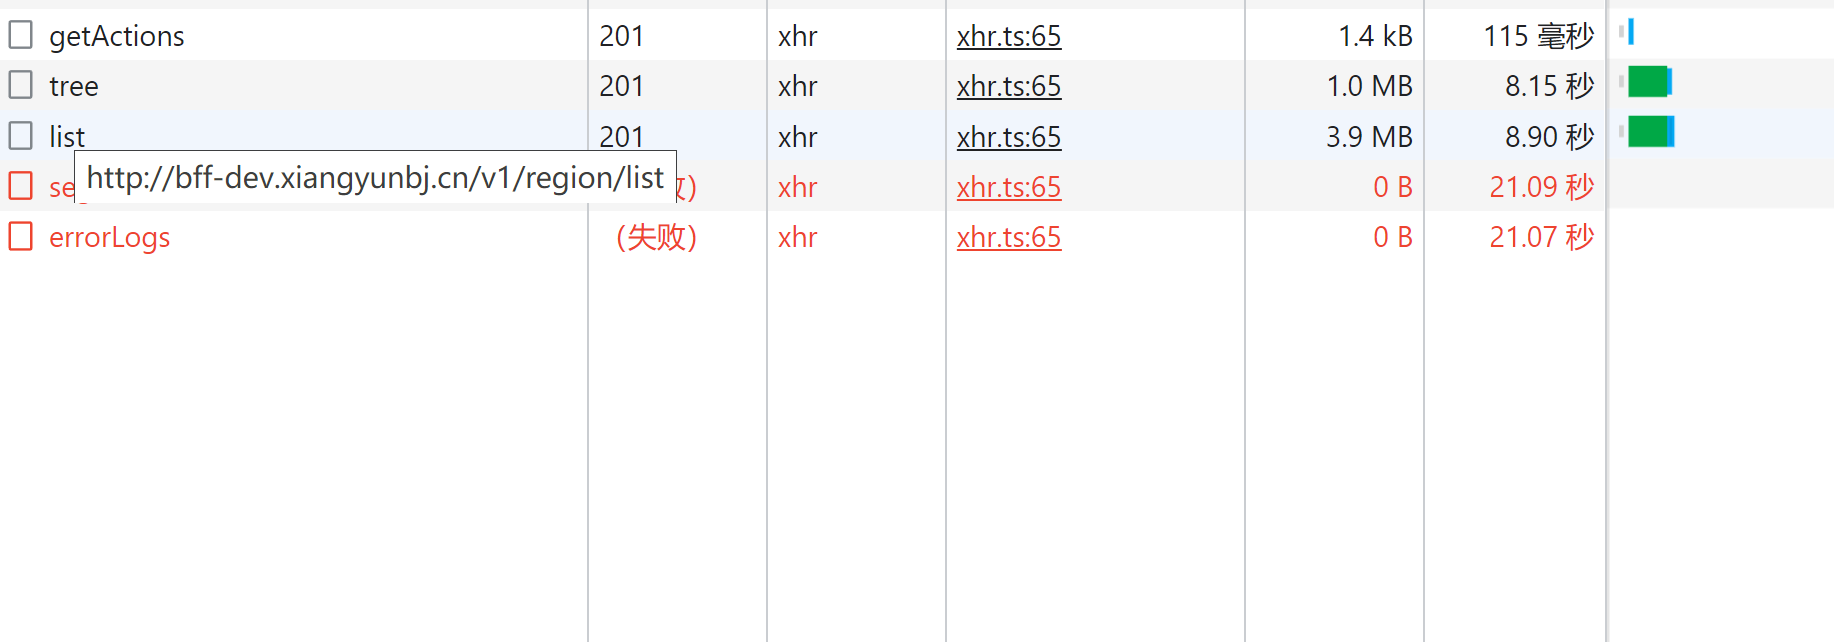 getActions 201 xhr xhr.ts:65 1.4 kB 115 毫秒
tree 201 xhr xhr.ts:65 1.0 MB 8.15 秒
list 201 xhr xhr.ts:65 3.9 MB 8.90 秒
http://bff-dev.xiangyunbj.cn/v1/region/list
xhr xhr.ts:65 0 B 21.09 秒
errorLogs （失败） xhr xhr.ts:65 0 B 21.07 秒